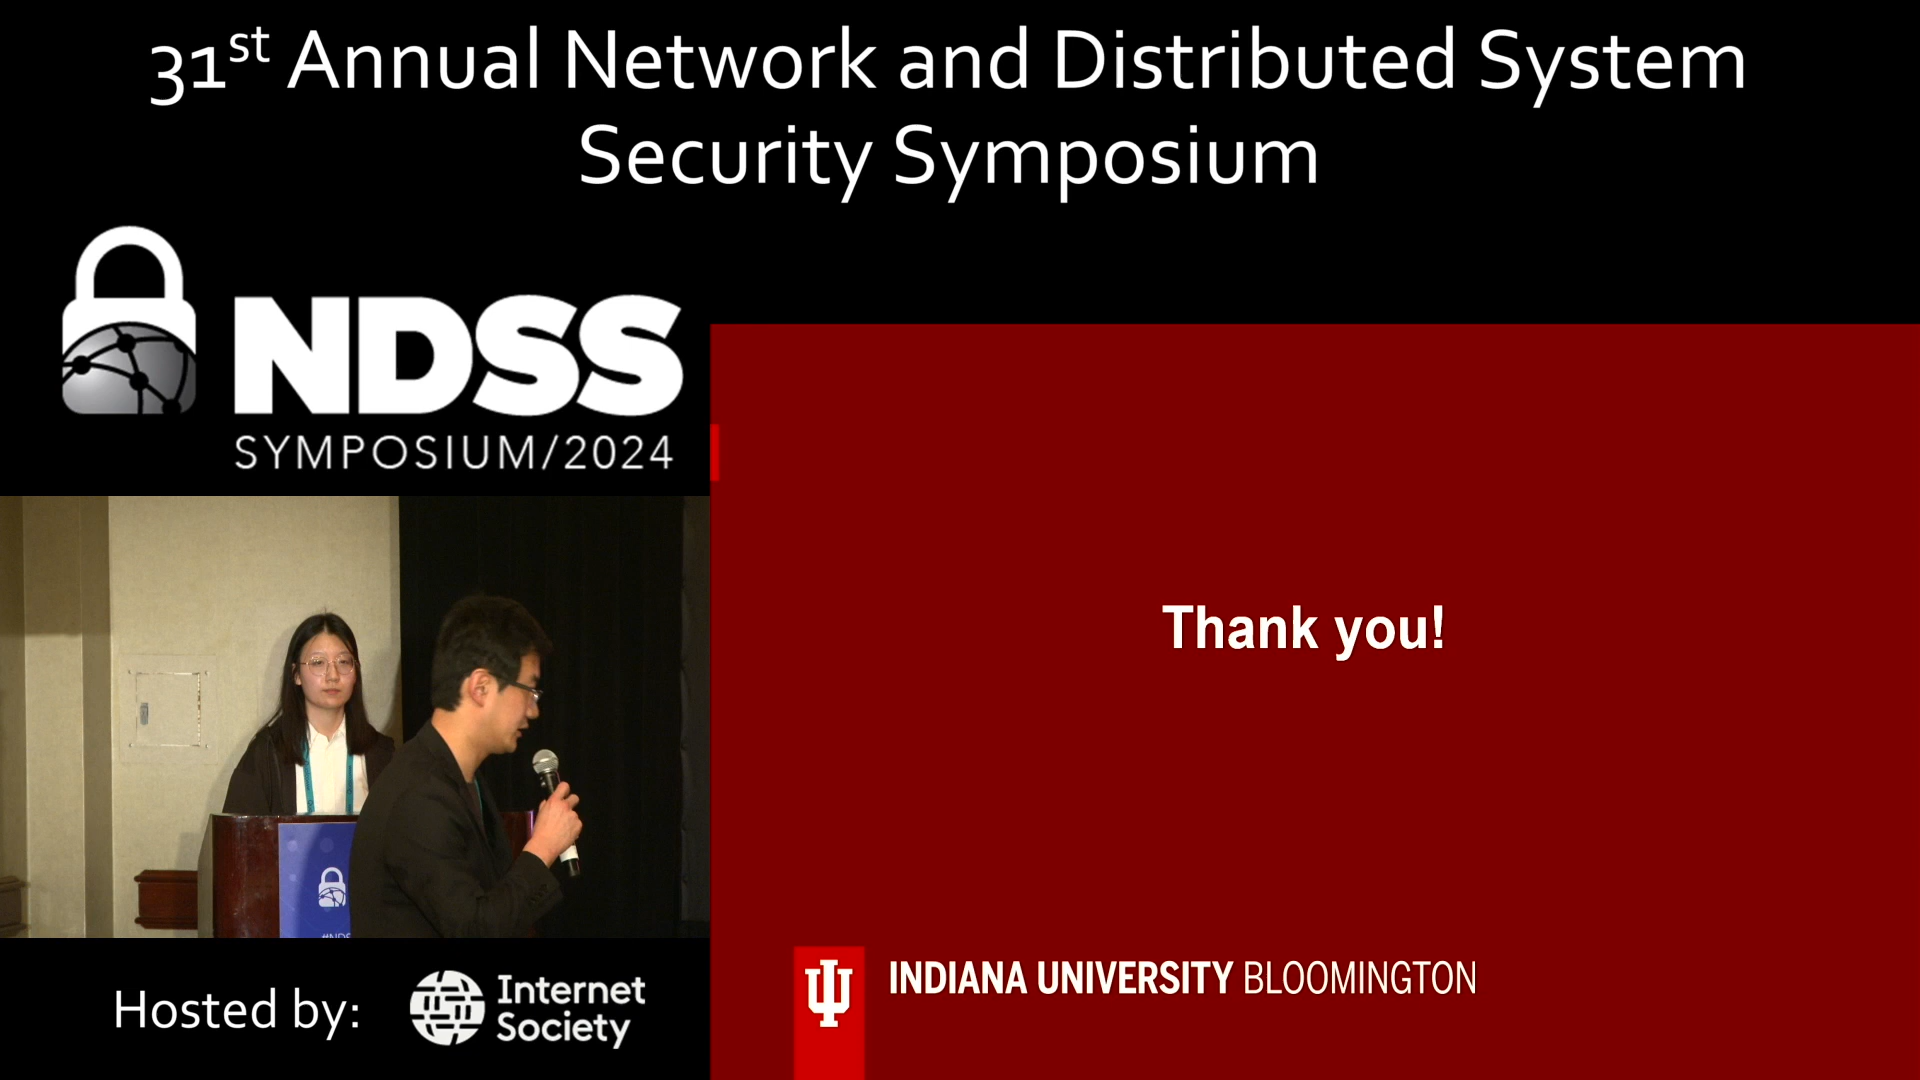 31st Annual Network and Distributed System
Security Symposium
NDSS
SYMPOSIUM/2024
Thank you!
#NDS
Hosted by:
Internet
Society
INDIANA UNIVERSITY BLOOMINGTON